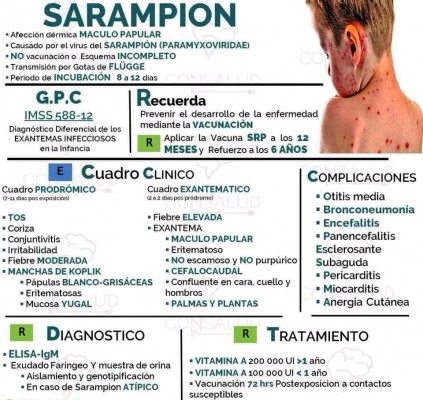 SARAMPION
• Afección dérmica MACULO PAPULAR
• Causado por el virus del SARAMPIÓN (PARAMYXOVIRIDAE)
• NO vacunación o Esquema INCOMPLETO
• Transmisión por Gotas de FLÜGGE
• Periodo de INCUBACIÓN 8 a 12 días
G.P.C
IMSS 588-12
Diagnóstico Diferencial de los
EXANTEMAS INFECCIOSOS
en la Infancia
Recuerda
Prevenir el desarrollo de la enfermedad
mediante la VACUNACIÓN
R Aplicar la Vacuna SRP a los 12
MESES y Refuerzo a los 6 AÑOS
E Cuadro Clinico
Cuadro PRODRÓMICO
(7-11 días pos exposición)
• TOS
• Coriza
• Conjuntivitis
• Irritabilidad
• Fiebre MODERADA
• MANCHAS DE KOPLIK
• Pápulas BLANCO-GRISÁCEAS
• Eritematosas
• Mucosa YUGAL
Cuadro EXANTEMATICO
(2 a 2 días pos pródromo)
• Fiebre ELEVADA
• EXANTEMA
• MACULO PAPULAR
• Eritematoso
• NO escamoso y NO purpúrico
• CEFALOCAUDAL
• Confluente en cara, cuello y
hombros
• PALMAS Y PLANTAS
COMPLICACIONES
• Otitis media
• Bronconeumonía
• Encefalitis
• Panencefalitis
Esclerosante
Subaguda
• Pericarditis
• Miocarditis
• Anergia Cutánea
R DIAGNOSTICO
• ELISA-IgM
• Exudado Faríngeo Y muestra de orina
• Aislamiento y genotipificación
• En caso de Sarampion ATÍPICO
R TRATAMIENTO
• VITAMINA A 200 000 UI >1 año
• VITAMINA A 100 000 UI < 1 año
• Vacunación 72 hrs Postexposicion a contactos
susceptibles
CONSALUD